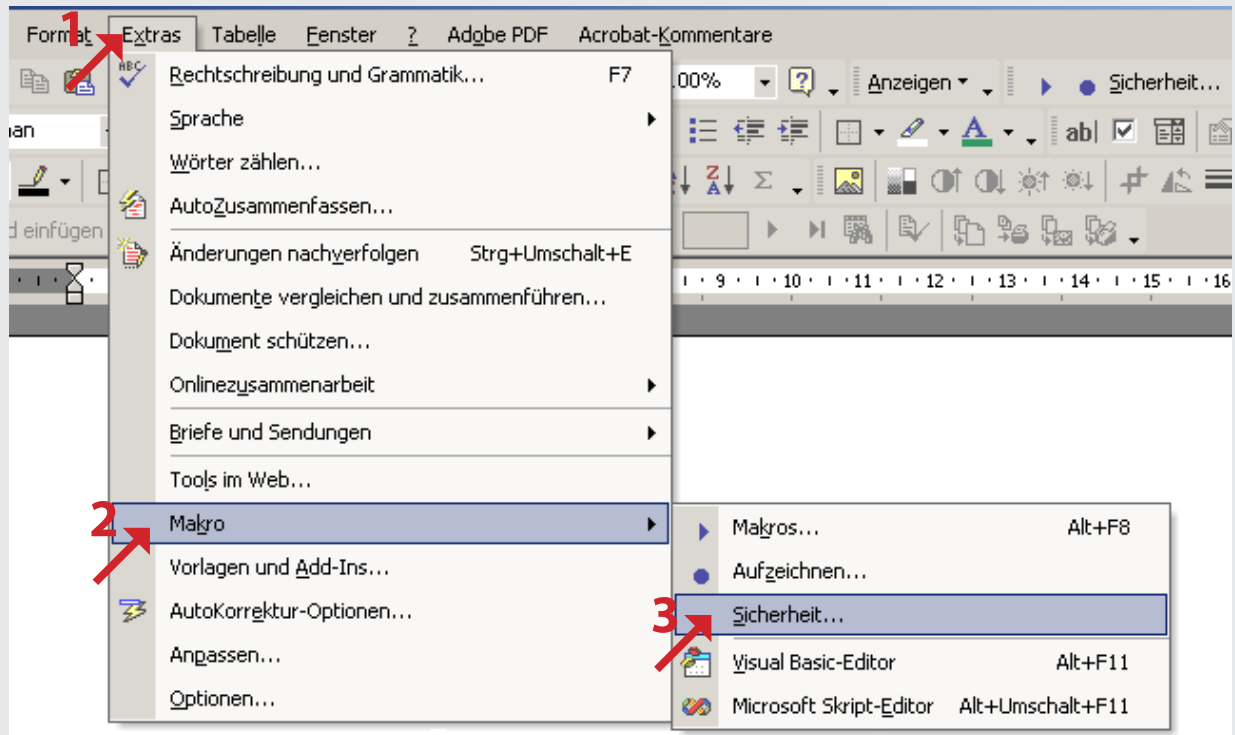 1
Format Extras Tabelle Fenster ? Adobe PDF Acrobat-Kommentare
Rechtschreibung und Grammatik... F7
.00% Anzeigen Sicherheit...
Sprache
an
abl
Wörter zählen...
AutoZusammenfassen...
d einfügen
Änderungen nachverfolgen Strg+Umschalt+E
9 10 11 12 13 14 15 16
Dokumente vergleichen und zusammenführen...
Dokument schützen...
Onlinezusammenarbeit
Briefe und Sendungen
Tools im Web...
2
Makro
Makros... Alt+F8
Vorlagen und Add-Ins...
Aufzeichnen...
AutoKorrektur-Optionen...
3
Sicherheit...
Anpassen...
Visual Basic-Editor Alt+F11
Optionen...
Microsoft Skript-Editor Alt+Umschalt+F11